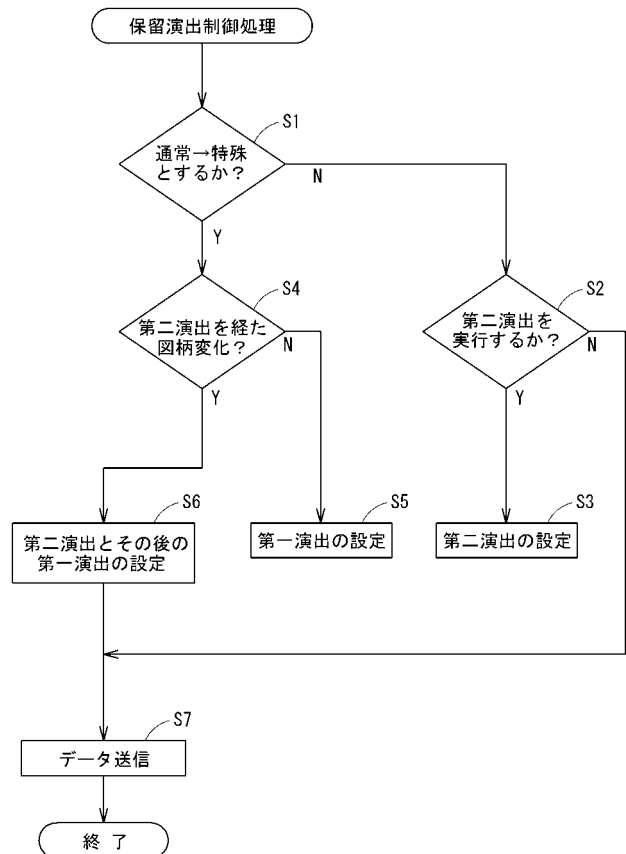 保留演出制御処理
S1
通常→特殊
とするか？
N
Y
S4
第二演出を経た
図柄変化？
N
Y
S2
第二演出を
実行するか？
N
Y
S6
第二演出とその後の
第一演出の設定
S5
第一演出の設定
S3
第二演出の設定
S7
データ送信
終了